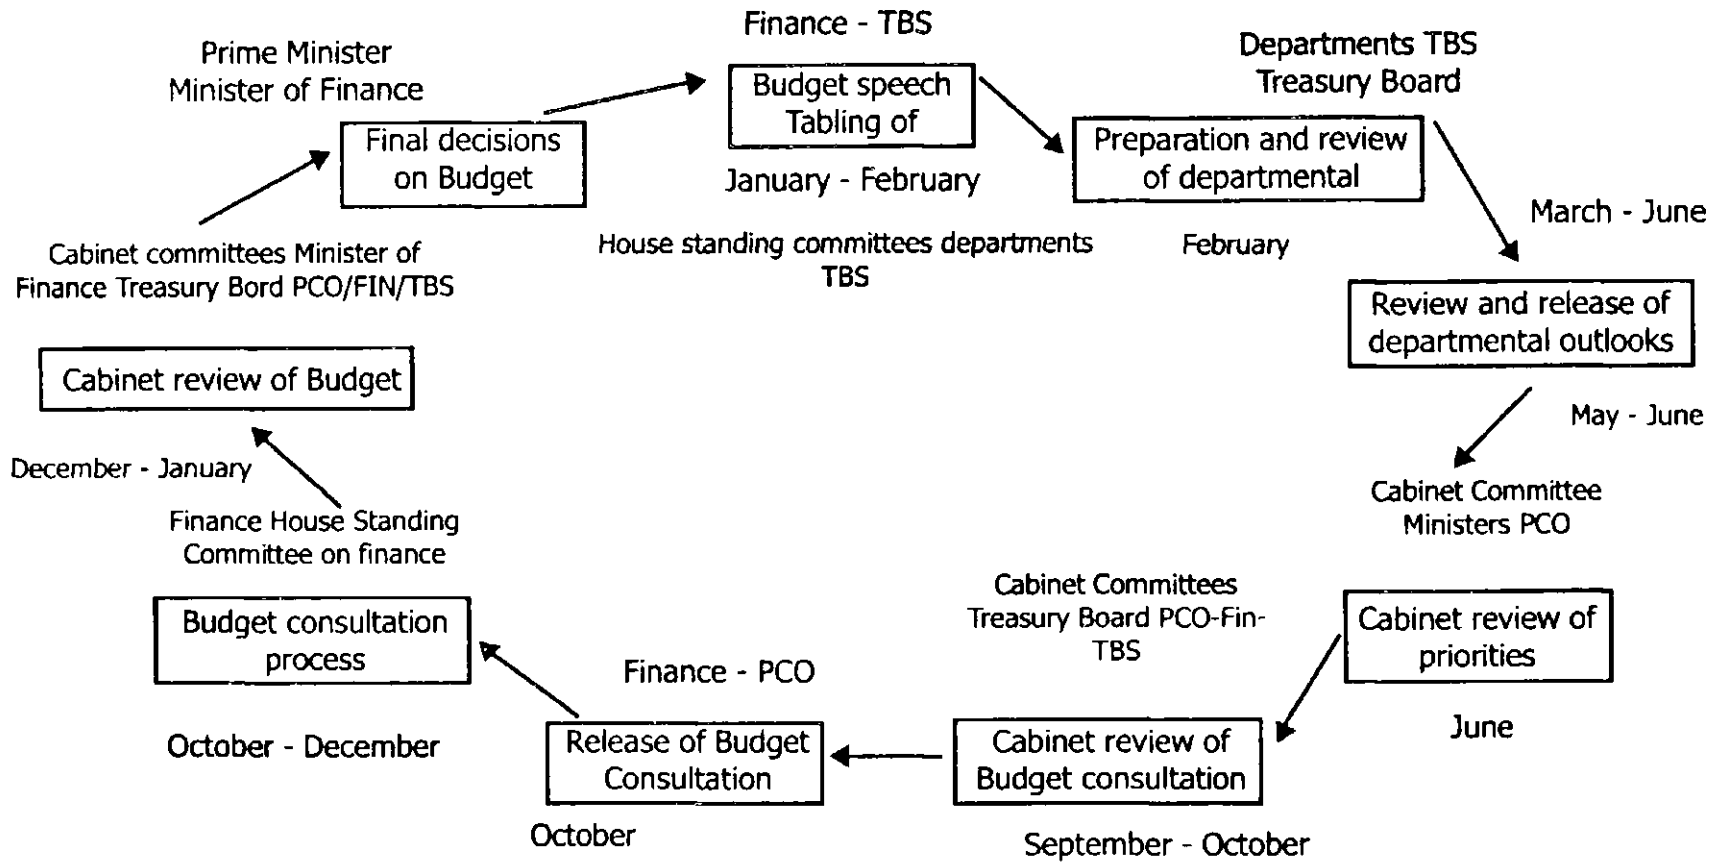 Finance - TBS
Prime Minister
Minister of Finance
Departments TBS
Treasury Board
Budget speech
Tabling of
Final decisions
on Budget
Preparation and review
of departmental
January - February
March - June
Cabinet committees Minister of
Finance Treasury Bord PCO/FIN/TBS
House standing committees departments
TBS
February
Review and release of
departmental outlooks
Cabinet review of Budget
May - June
December - January
Cabinet Committee
Ministers PCO
Finance House Standing
Committee on finance
Cabinet Committees
Treasury Board PCO-Fin-
TBS
Budget consultation
process
Cabinet review of
priorities
Finance - PCO
June
October - December
Release of Budget
Consultation
Cabinet review of
Budget consultation
October
September - October